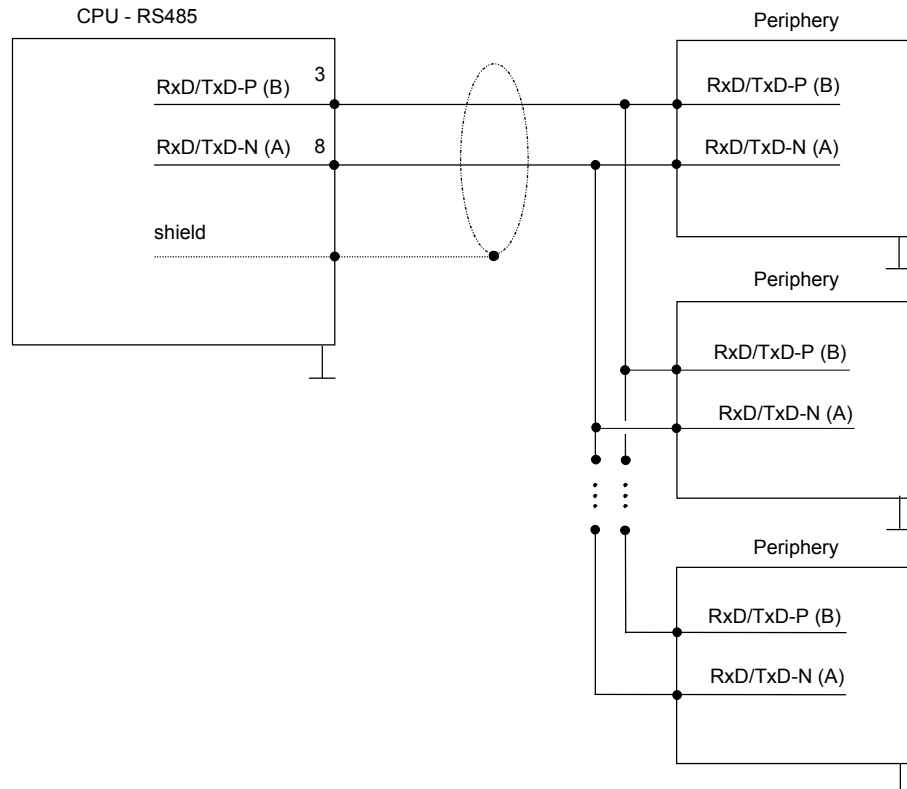 CPU - RS485
RxD/TxD-P (B)
3
RxD/TxD-N (A)
8
shield
Periphery
RxD/TxD-P (B)
RxD/TxD-N (A)
Periphery
RxD/TxD-P (B)
RxD/TxD-N (A)
Periphery
RxD/TxD-P (B)
RxD/TxD-N (A)